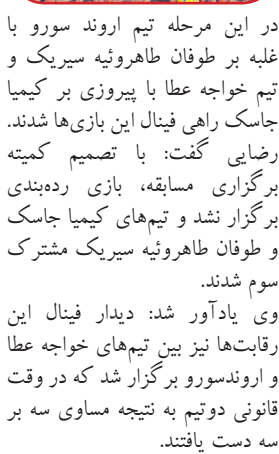 در این مرحله تیم اروند سورو با
غلبه بر طوفان طاهروئیه سیریک و
تیم خواجه عطا با پیروزی بر کیمیا
جاسک راهی فینال این بازی‌ها شدند.
رضایی گفت: با تصمیم کمیته
برگزاری مسابقه، بازی رده‌بندی
برگزار نشد و تیم‌های کیمیا جاسک
و طوفان طاهروئیه سیریک مشترک
سوم شدند.
وی یادآور شد: دیدار فینال این
رقابت‌ها نیز بین تیم‌های خواجه عطا
و اروندسورو برگزار شد که در وقت
قانونی دوتیم به نتیجه مساوی سه بر
سه دست یافتند.